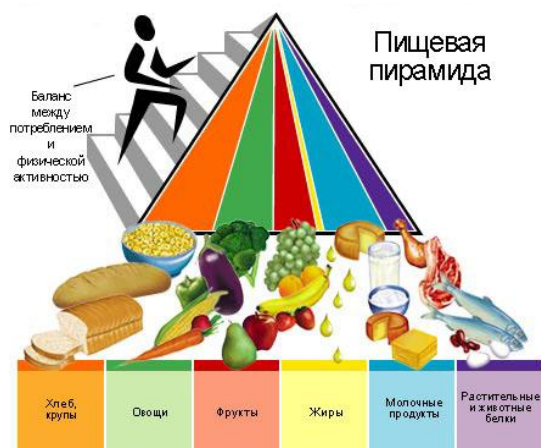 Пищевая
пирамида
Баланс
между
потреблением
и
физической
активностью
Хлеб,
крупы
Овощи
Фрукты
Жиры
Молочные
продукты
Растительные
и животные
белки